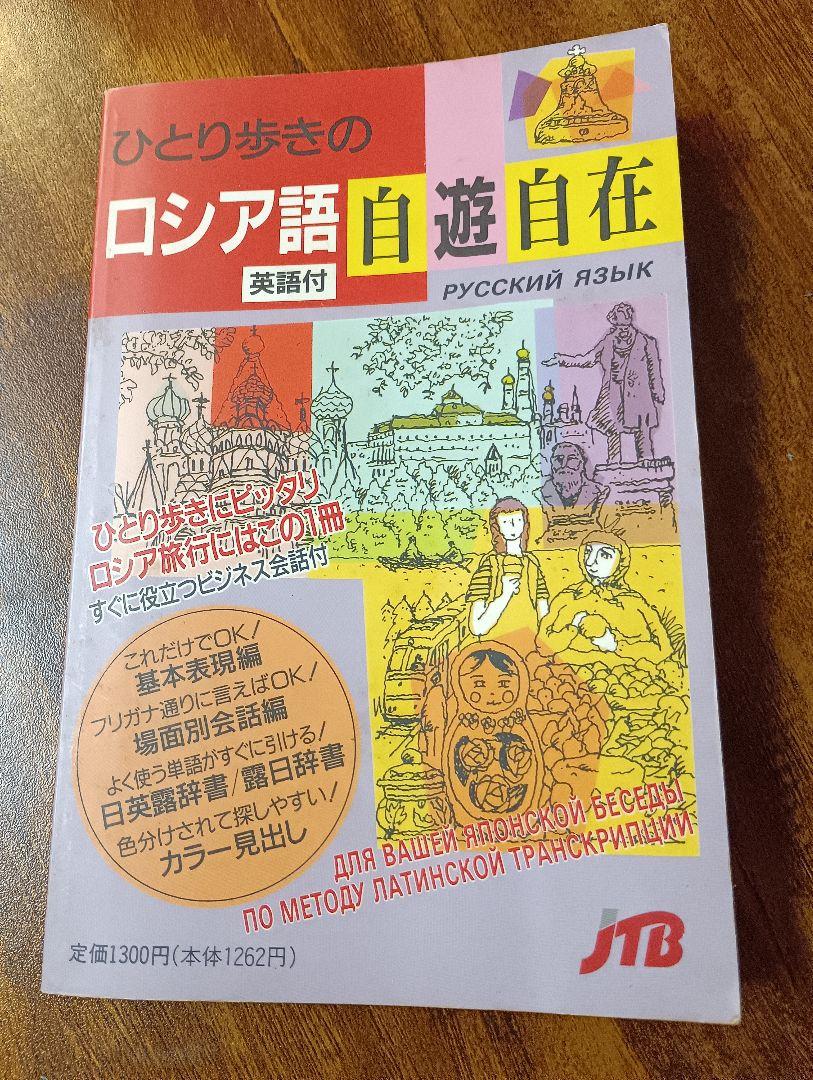 ひとり歩きの
ロシア語 自遊自在
英語付
РУССКИЙ ЯЗЫК
ひとり歩きにピッタリ
ロシア旅行にはこの1冊
すぐに役立つビジネス会話付
これだけでOK!
基本表現編
フリガナ通りに言えばOK!
場面別会話編
よく使う単語がすぐに引ける!
日英露辞書/露日辞書
色分けされて探しやすい!
カラー見出し
ДЛЯ ВАШЕЙ ЯПОНСКОЙ БЕСЕДЫ
ПО МЕТОДУ ЛАТИНСКОЙ ТРАНСКРИПЦИИ
定価1300円(本体1262円)
JTB